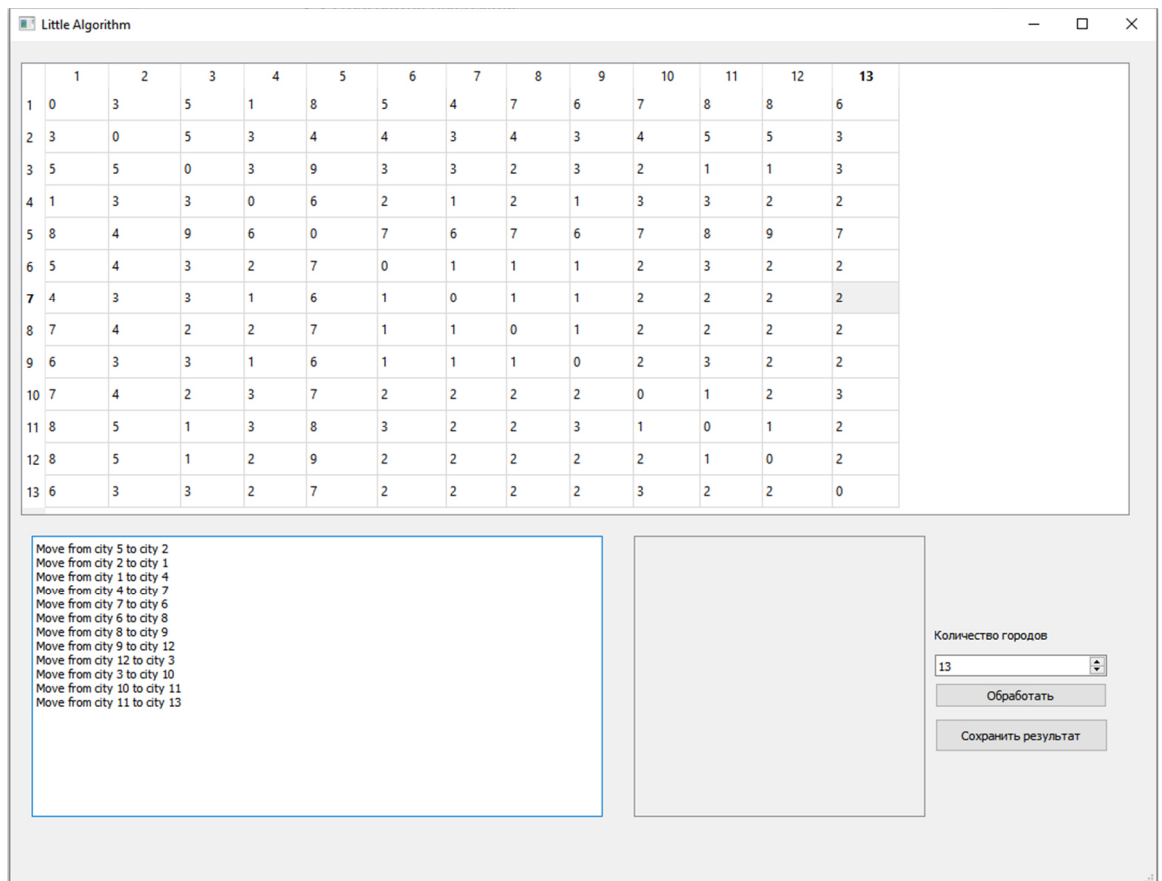 Little Algorithm
1 2 3 4 5 6 7 8 9 10 11 12 13
1 0 3 5 1 8 5 4 7 6 7 8 8 6
2 3 0 5 3 4 4 3 4 3 4 5 5 3
3 5 5 0 3 9 3 3 2 3 2 1 1 3
4 1 3 3 0 6 2 1 2 1 3 3 2 2
5 8 4 9 6 0 7 6 7 6 7 8 9 7
6 5 4 3 2 7 0 1 1 1 2 3 2 2
7 4 3 3 1 6 1 0 1 1 2 2 2 2
8 7 4 2 2 7 1 1 0 1 2 2 2 2
9 6 3 3 1 6 1 1 1 0 2 3 2 2
10 7 4 2 3 7 2 2 2 2 0 1 2 3
11 8 5 1 3 8 3 2 2 3 1 0 1 2
12 8 5 1 2 9 2 2 2 2 2 1 0 2
13 6 3 3 2 7 2 2 2 2 3 2 2 0
Move from city 5 to city 2
Move from city 2 to city 1
Move from city 1 to city 4
Move from city 4 to city 7
Move from city 7 to city 6
Move from city 6 to city 8
Move from city 8 to city 9
Move from city 9 to city 12
Move from city 12 to city 3
Move from city 3 to city 10
Move from city 10 to city 11
Move from city 11 to city 13
Количество городов
13
Обработать
Сохранить результат